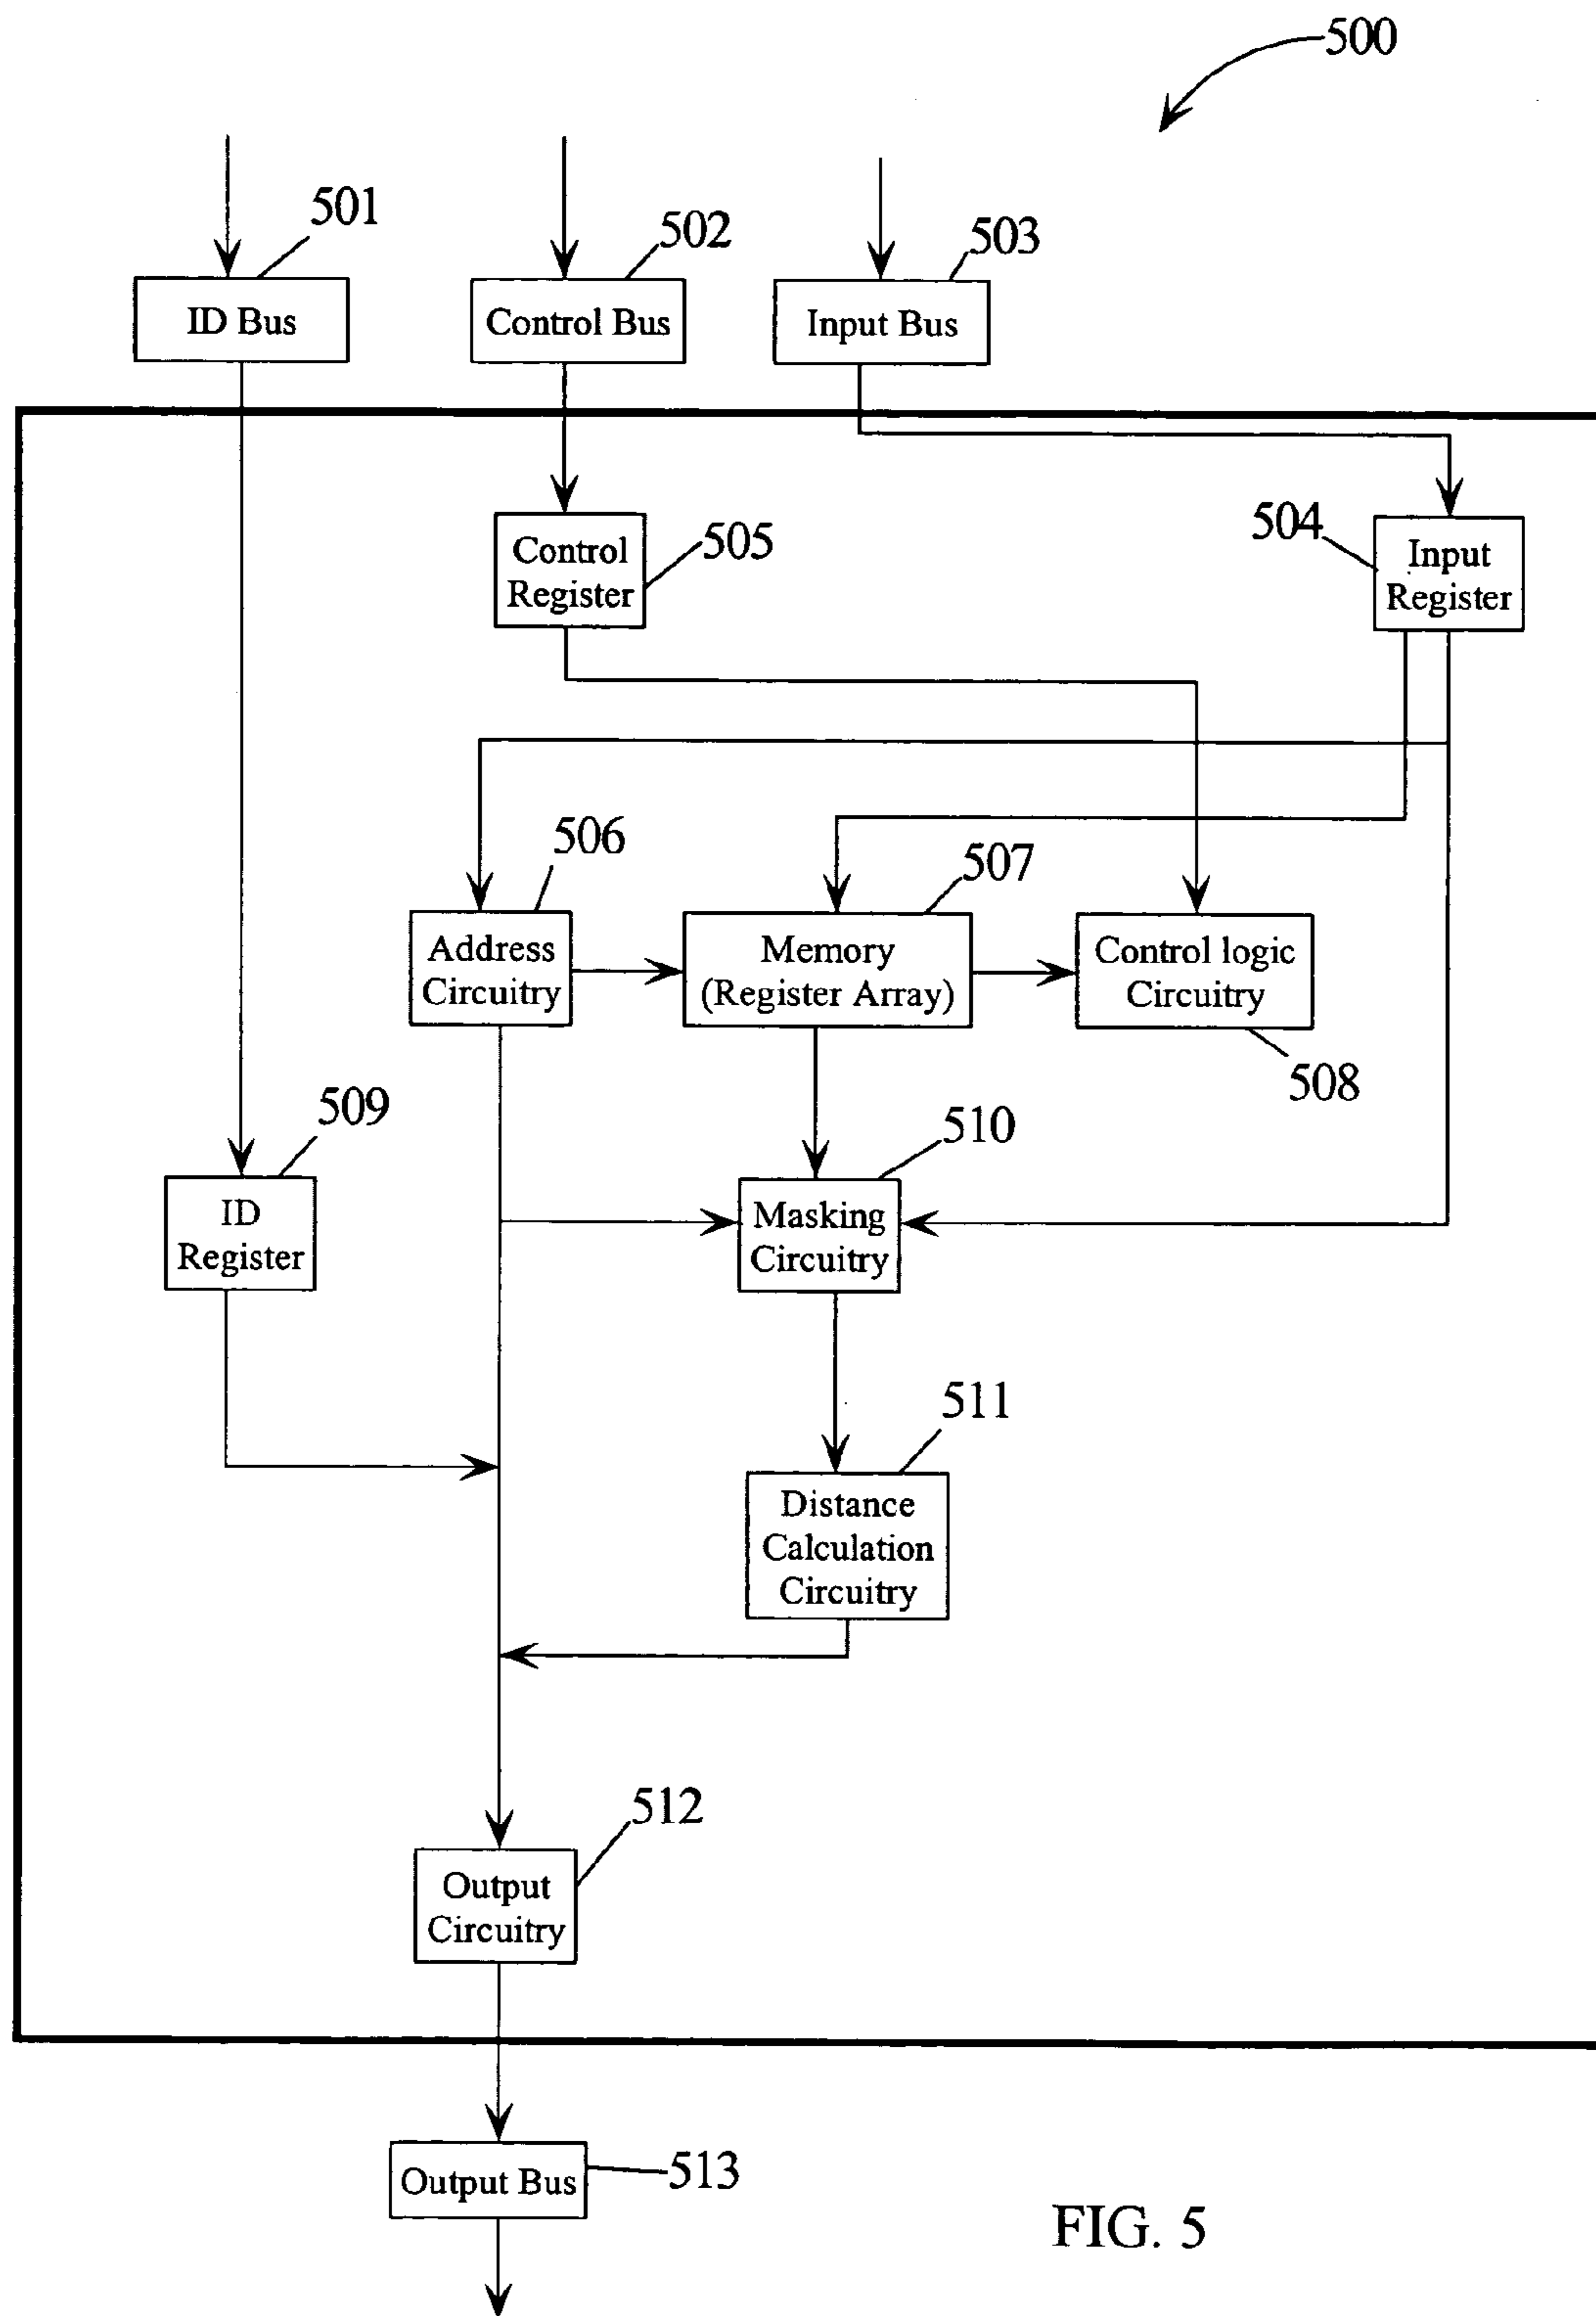 500
501
502
503
ID Bus
Control Bus
Input Bus
Control
Register
505
504
Input
Register
506
507
Address
Circuitry
Memory
(Register Array)
Control logic
Circuitry
508
509
510
ID
Register
Masking
Circuitry
511
Distance
Calculation
Circuitry
512
Output
Circuitry
Output Bus
513
FIG. 5